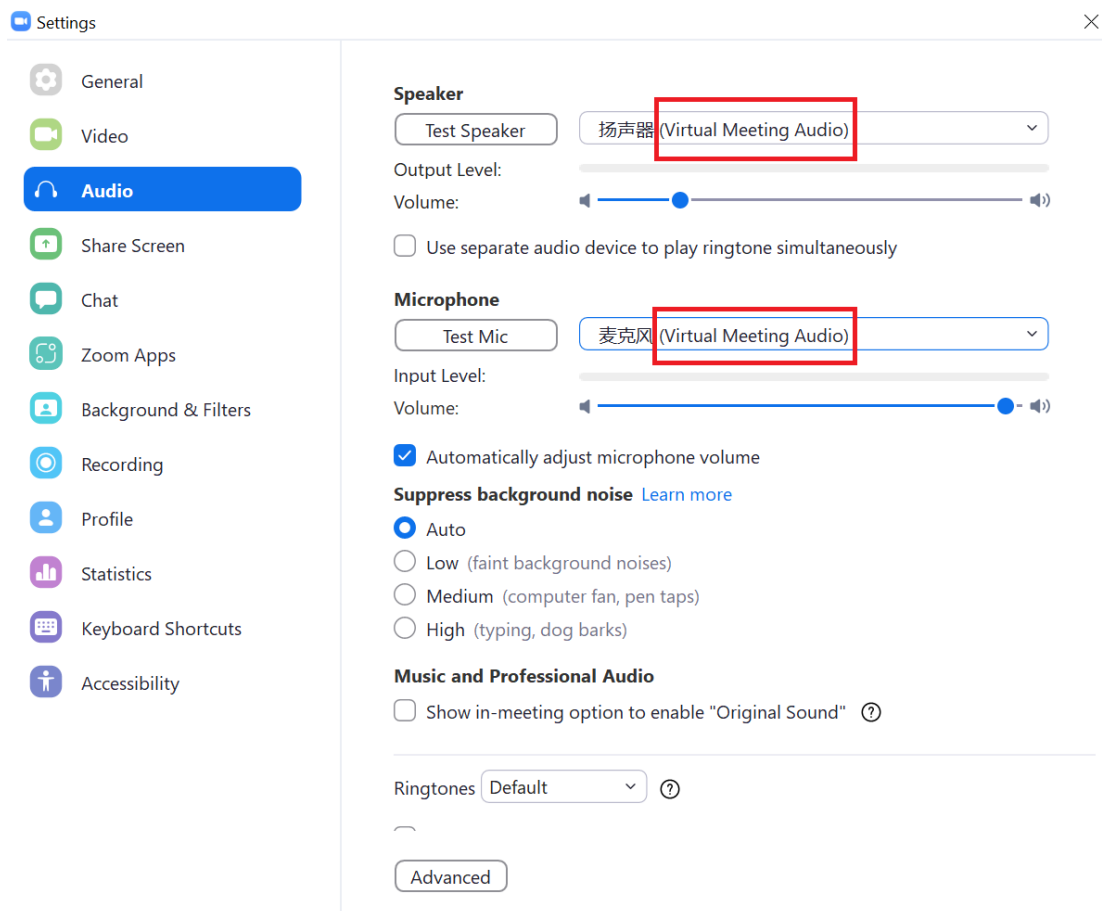 Settings
General
Video
Audio
Share Screen
Chat
Zoom Apps
Background & Filters
Recording
Profile
Statistics
Keyboard Shortcuts
Accessibility
Speaker
Test Speaker
扬声器 (Virtual Meeting Audio)
Output Level:
Volume:
Use separate audio device to play ringtone simultaneously
Microphone
Test Mic
麦克风 (Virtual Meeting Audio)
Input Level:
Volume:
Automatically adjust microphone volume
Suppress background noise Learn more
Auto
Low (faint background noises)
Medium (computer fan, pen taps)
High (typing, dog barks)
Music and Professional Audio
Show in-meeting option to enable "Original Sound" ?
Ringtones Default ?
Advanced